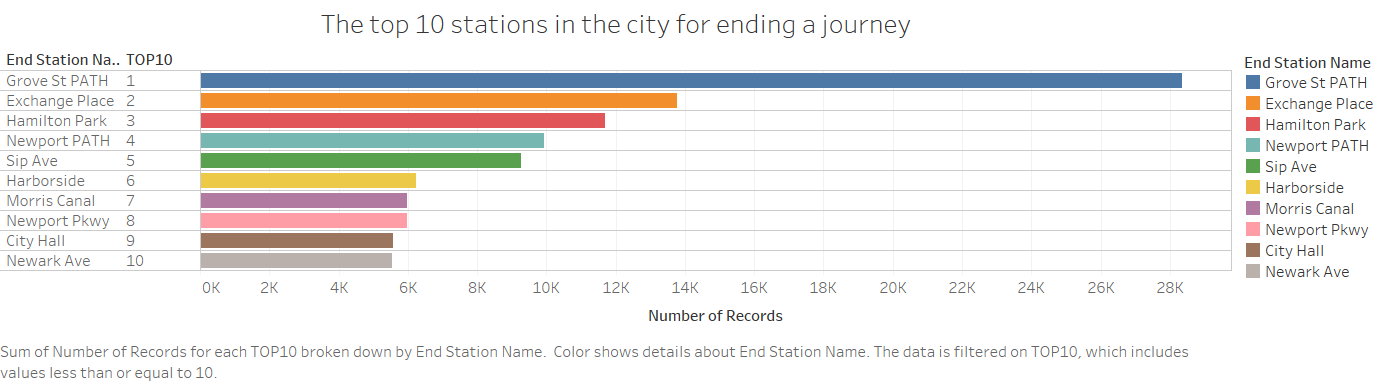 The top 10 stations in the city for ending a journey
End Station Na.. TOP10
Grove St PATH 1
Exchange Place 2
Hamilton Park 3
Newport PATH 4
Sip Ave 5
Harborside 6
Morris Canal 7
Newport Pkwy 8
City Hall 9
Newark Ave 10
0K 2K 4K 6K 8K 10K 12K 14K 16K 18K 20K 22K 24K 26K 28K
Number of Records
End Station Name
Grove St PATH
Exchange Place
Hamilton Park
Newport PATH
Sip Ave
Harborside
Morris Canal
Newport Pkwy
City Hall
Newark Ave
Sum of Number of Records for each TOP10 broken down by End Station Name.  Color shows details about End Station Name. The data is filtered on TOP10, which includes
values less than or equal to 10.